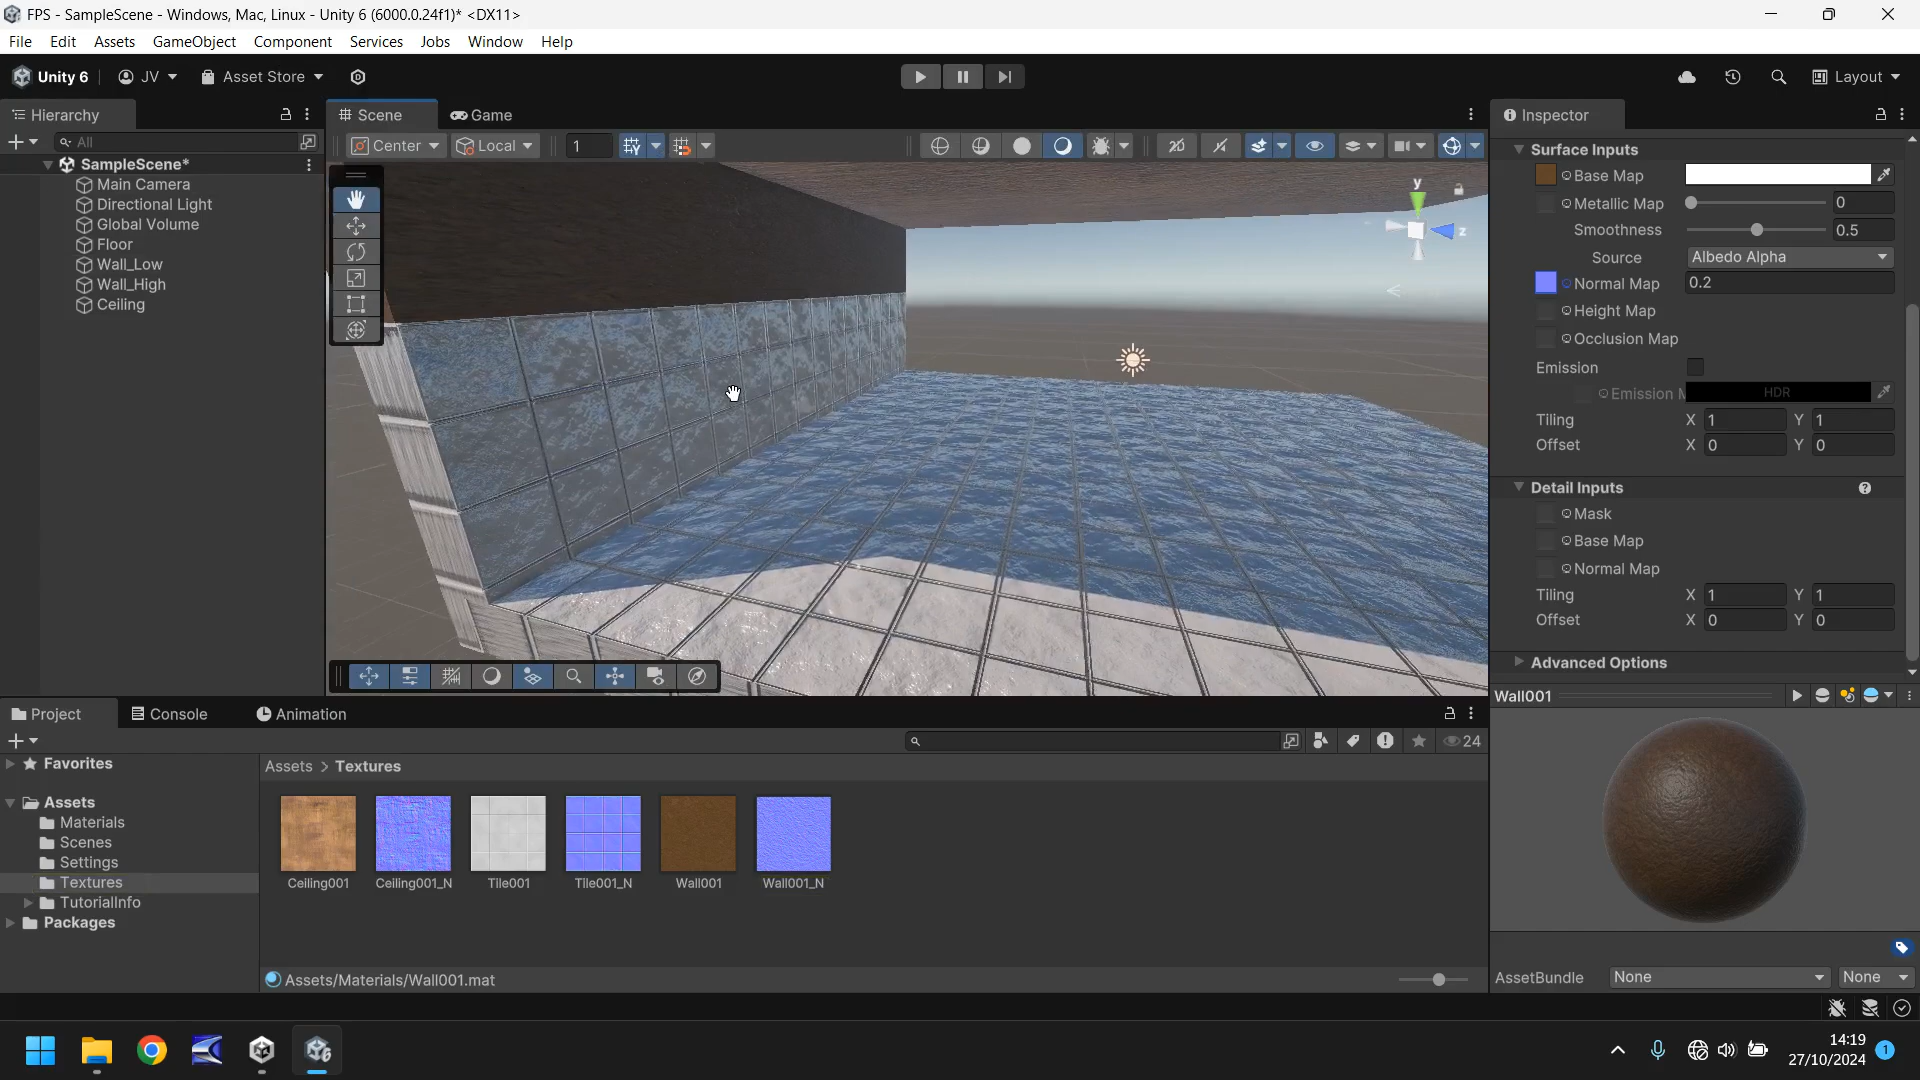 FPS - SampleScene - Windows, Mac, Linux - Unity 6 (6000.0.24f1)* <DX11>
File Edit Assets GameObject Component Services Jobs Window Help
Unity 6 JV Asset Store Layout
Hierarchy Scene Game Inspector
All Center Local 1
SampleScene*
Main Camera
Directional Light
Global Volume
Floor
Wall_Low
Wall_High
Ceiling
y
z
Surface Inputs
Base Map
Metallic Map 0
Smoothness 0.5
Source Albedo Alpha
Normal Map 0.2
Height Map
Occlusion Map
Emission
Emission M HDR
Tiling X 1 Y 1
Offset X 0 Y 0
Detail Inputs
Mask
Base Map
Normal Map
Tiling X 1 Y 1
Offset X 0 Y 0
Advanced Options
Wall001
Project Console Animation
24
Favorites
Assets
Materials
Scenes
Settings
Textures
TutorialInfo
Packages
Assets > Textures
Ceiling001 Ceiling001_N Tile001 Tile001_N Wall001 Wall001_N
Assets/Materials/Wall001.mat
AssetBundle None None
14:19
27/10/2024
1